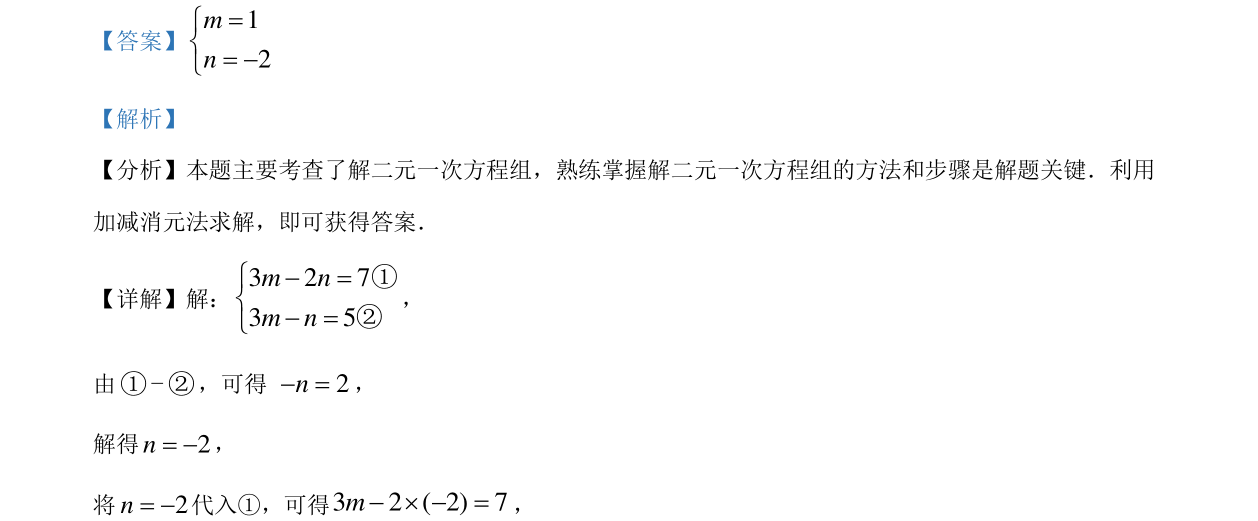 【答案】{m=1
n=−2
【解析】
【分析】本题主要考查了解二元一次方程组，熟练掌握解二元一次方程组的方法和步骤是解题关键．利用
加减消元法求解，即可获得答案．
【详解】解：{3m−2n=7①
3m−n=5②，
由①−②，可得 −n=2，
解得n=−2，
将n=−2代入①，可得3m−2×(−2)=7，